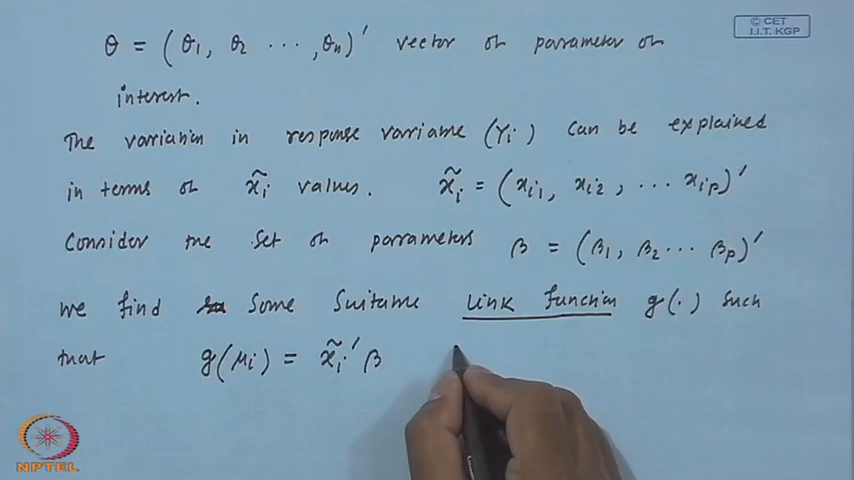 © CET
I.I.T. KGP
θ = (θ1, θ2 ⋯ , θn)′ vector of parameter of
interest.
The variation in response variable (Yi) can be explained
in terms of x̃i values. x̃i = (xi1, xi2, ⋯ xip)′
Consider the set of parameters β = (β1, β2 ⋯ βp)′
we find some suitable link function g(·) such
that g(μi) = x̃i′ β
NPTEL